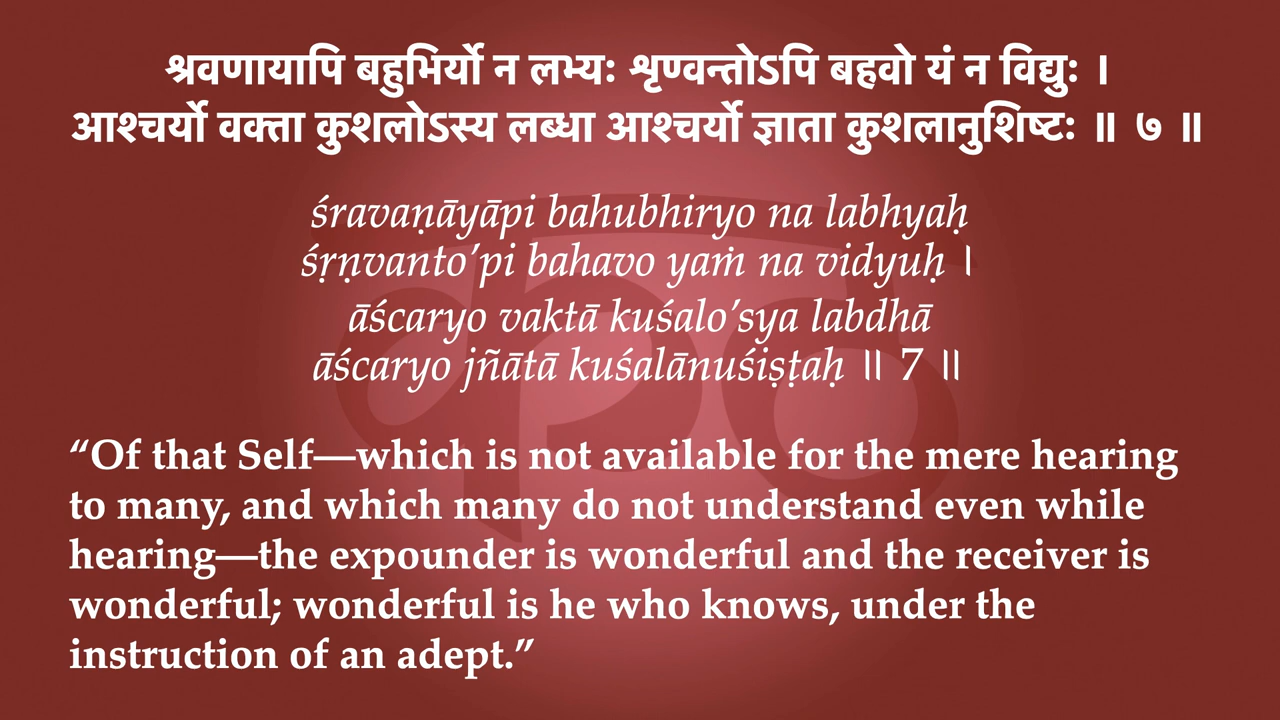 श्रवणायापि बहुभिर्यो न लभ्यः शृण्वन्तोऽपि बहवो यं न विद्युः ।
आश्चर्यो वक्ता कुशलोऽस्य लब्धा आश्चर्यो ज्ञाता कुशलानुशिष्टः ॥ ७ ॥
śravaṇāyāpi bahubhiryo na labhyaḥ
śṛṇvanto’pi bahavo yaṁ na vidyuḥ ।
āścaryo vaktā kuśalo’sya labdhā
āścaryo jñātā kuśalānuśiṣṭaḥ ॥ 7 ॥
“Of that Self—which is not available for the mere hearing
to many, and which many do not understand even while
hearing—the expounder is wonderful and the receiver is
wonderful; wonderful is he who knows, under the
instruction of an adept.”